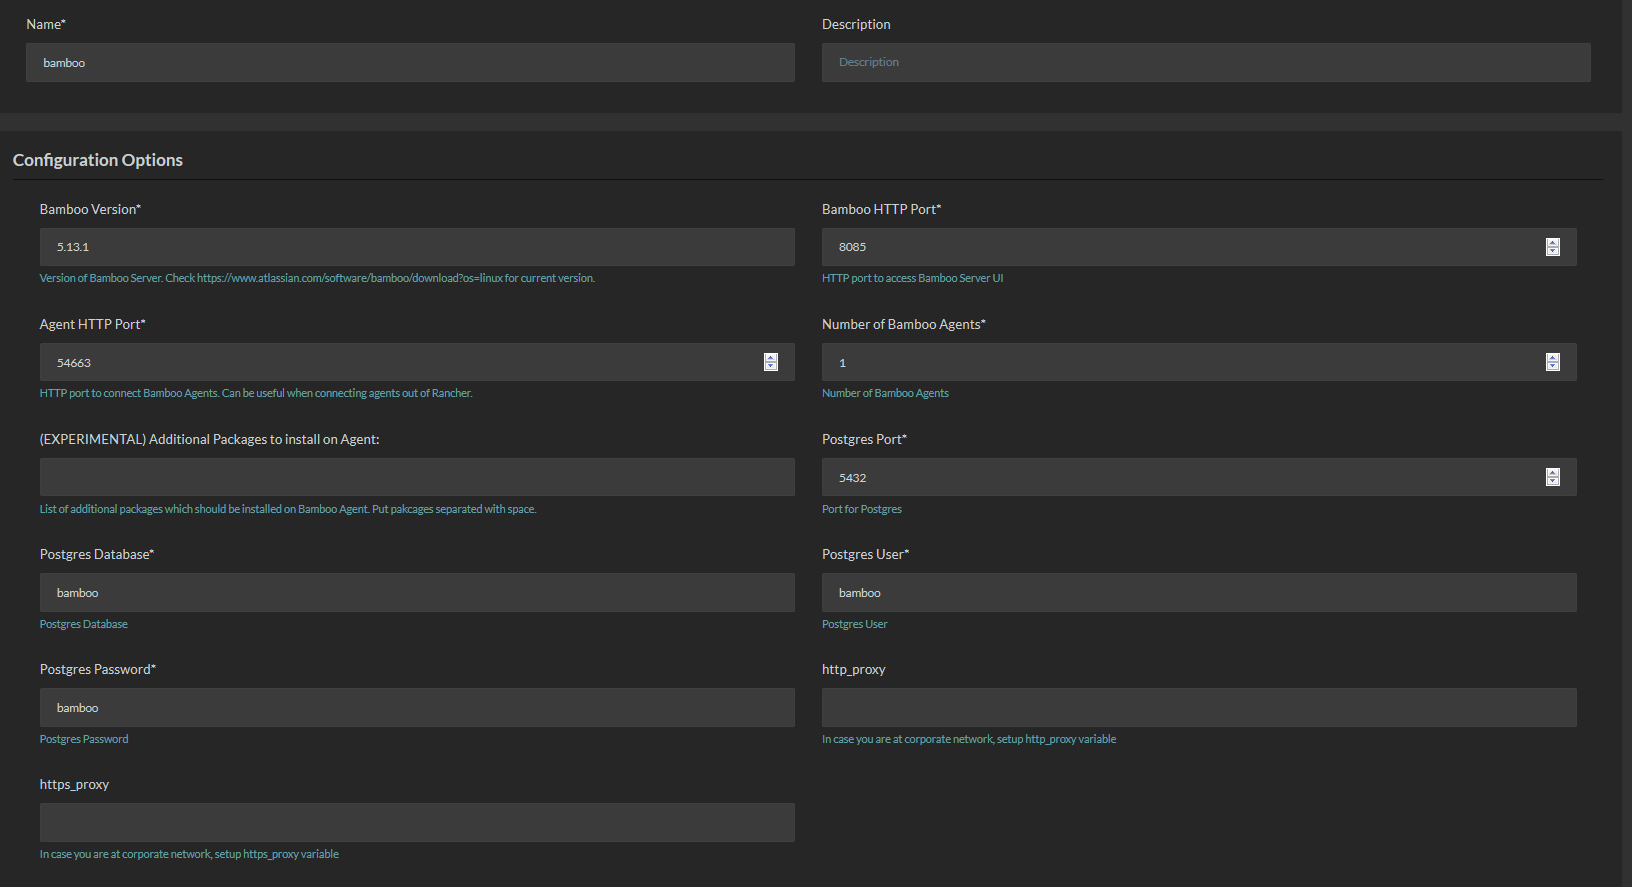 Name*
Description
bamboo
Description
Configuration Options
Bamboo Version*
Bamboo HTTP Port*
5.13.1
8085
Version of Bamboo Server. Check https://www.atlassian.com/software/bamboo/download?os=linux for current version.
HTTP port to access Bamboo Server UI
Agent HTTP Port*
Number of Bamboo Agents*
54663
1
HTTP port to connect Bamboo Agents. Can be useful when connecting agents out of Rancher.
Number of Bamboo Agents
(EXPERIMENTAL) Additional Packages to install on Agent:
Postgres Port*
5432
List of additional packages which should be installed on Bamboo Agent. Put pakcages separated with space.
Port for Postgres
Postgres Database*
Postgres User*
bamboo
bamboo
Postgres Database
Postgres User
Postgres Password*
http_proxy
bamboo
Postgres Password
In case you are at corporate network, setup http_proxy variable
https_proxy
In case you are at corporate network, setup https_proxy variable